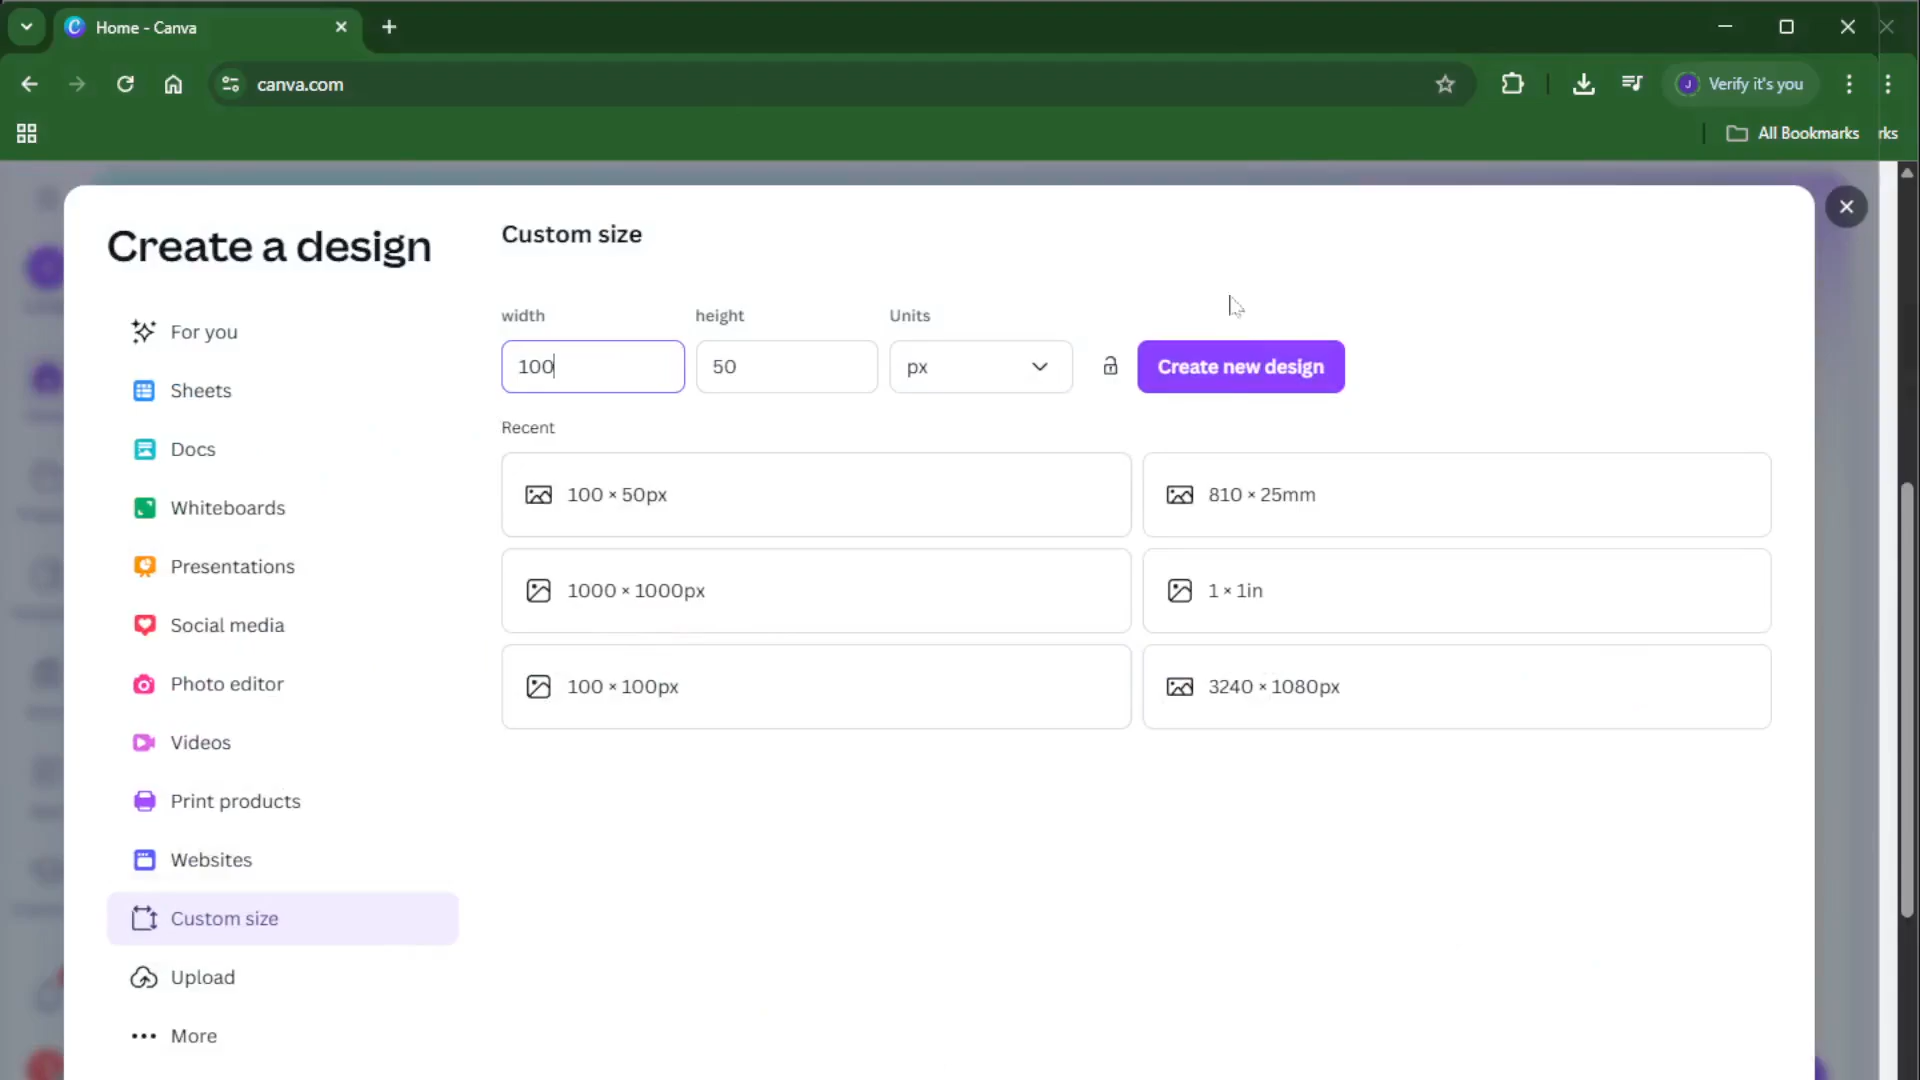 Home - Canva
canva.com
J Verify it's you
All Bookmarks rks
Create a design
For you
Sheets
Docs
Whiteboards
Presentations
Social media
Photo editor
Videos
Print products
Websites
Custom size
Upload
More
Custom size
width height Units
100 50 px Create new design
Recent
100 × 50px
810 × 25mm
1000 × 1000px
1 × 1in
100 × 100px
3240 × 1080px